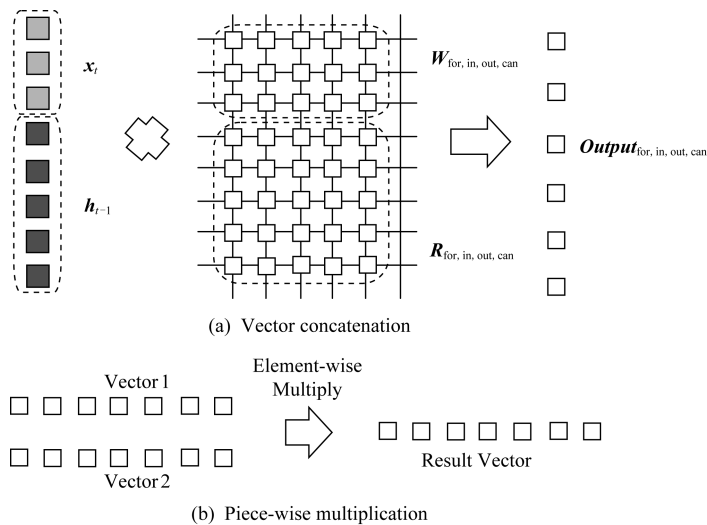 x_t
W_for, in, out, can
Output_for, in, out, can
h_t−1
R_for, in, out, can
(a) Vector concatenation
Vector 1
Element-wise
Multiply
Vector 2
Result Vector
(b) Piece-wise multiplication